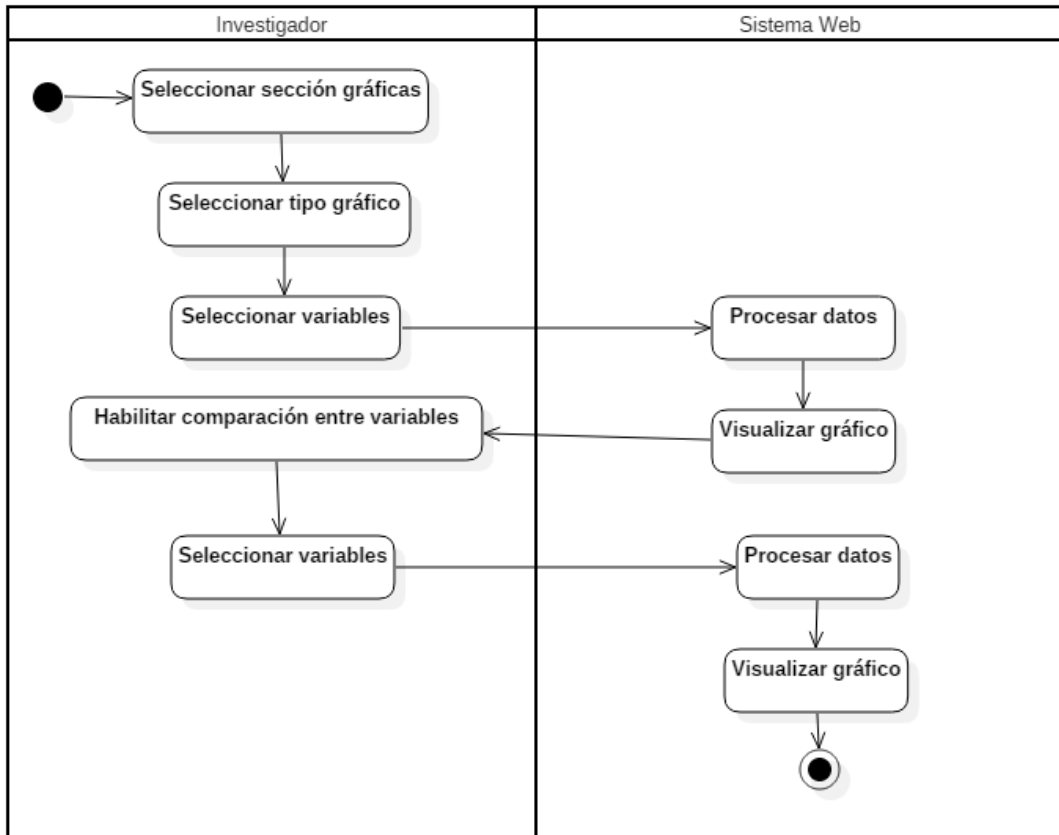 Investigador
Sistema Web
Seleccionar sección gráficas
Seleccionar tipo gráfico
Seleccionar variables
Procesar datos
Visualizar gráfico
Habilitar comparación entre variables
Seleccionar variables
Procesar datos
Visualizar gráfico